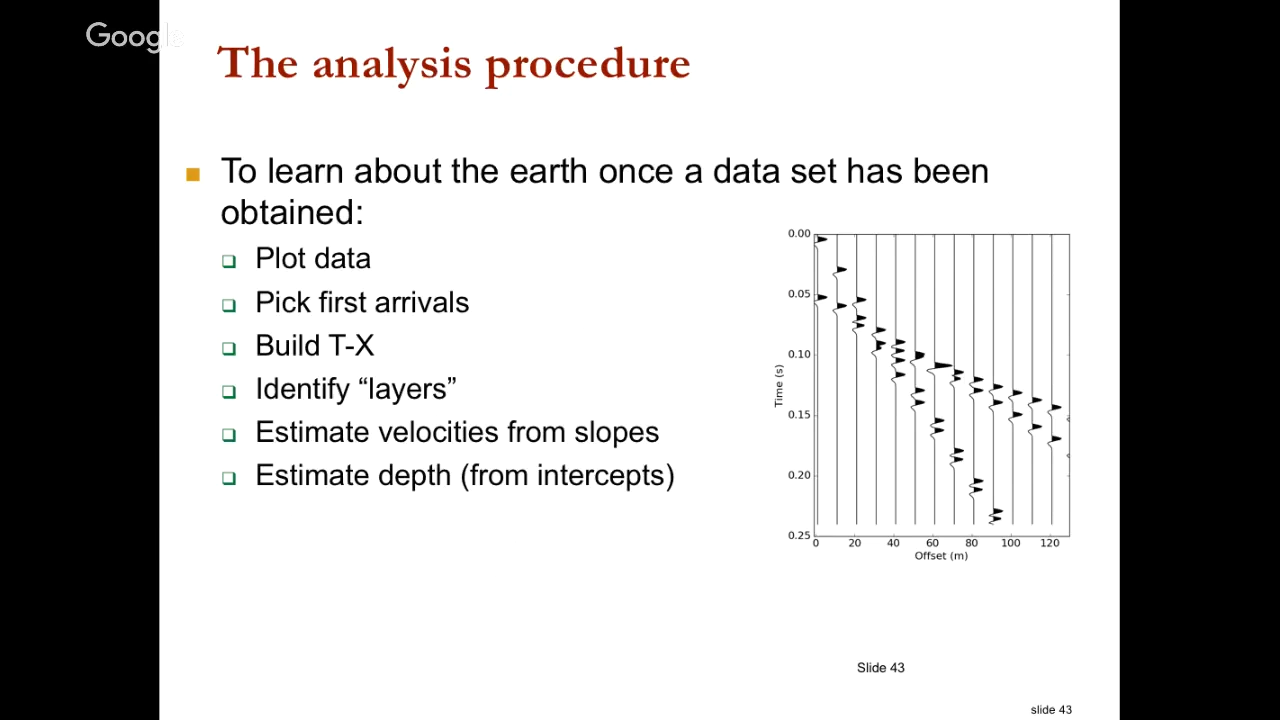 Google
The analysis procedure
To learn about the earth once a data set has been
obtained:
Plot data
Pick first arrivals
Build T-X
Identify “layers”
Estimate velocities from slopes
Estimate depth (from intercepts)
0.00
0.05
0.10
0.15
0.20
0.25
Time (s)
0 20 40 60 80 100 120
Offset (m)
Slide 43
slide 43